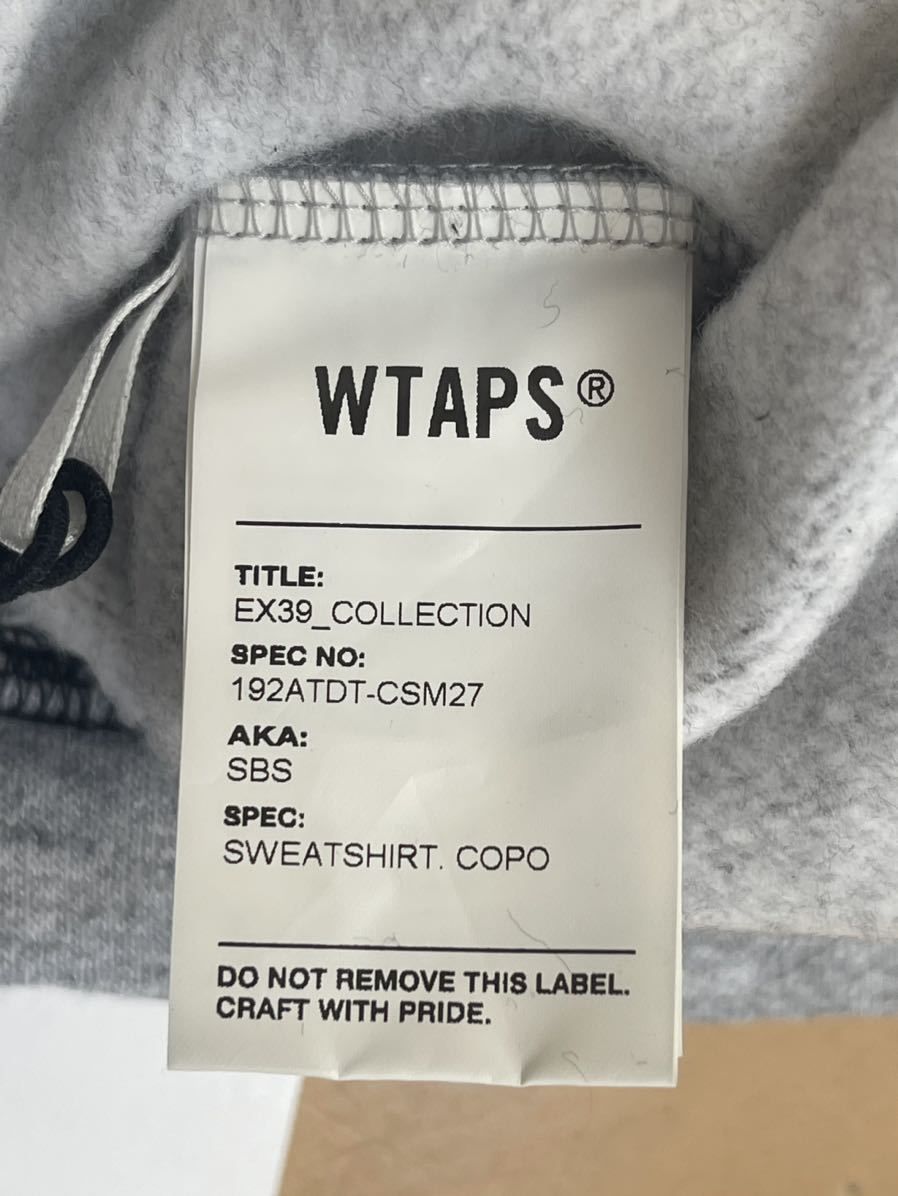 WTAPS®
TITLE:
EX39_COLLECTION
SPEC NO:
192ATDT-CSM27
AKA:
SBS
SPEC:
SWEATSHIRT. COPO
DO NOT REMOVE THIS LABEL.
CRAFT WITH PRIDE.